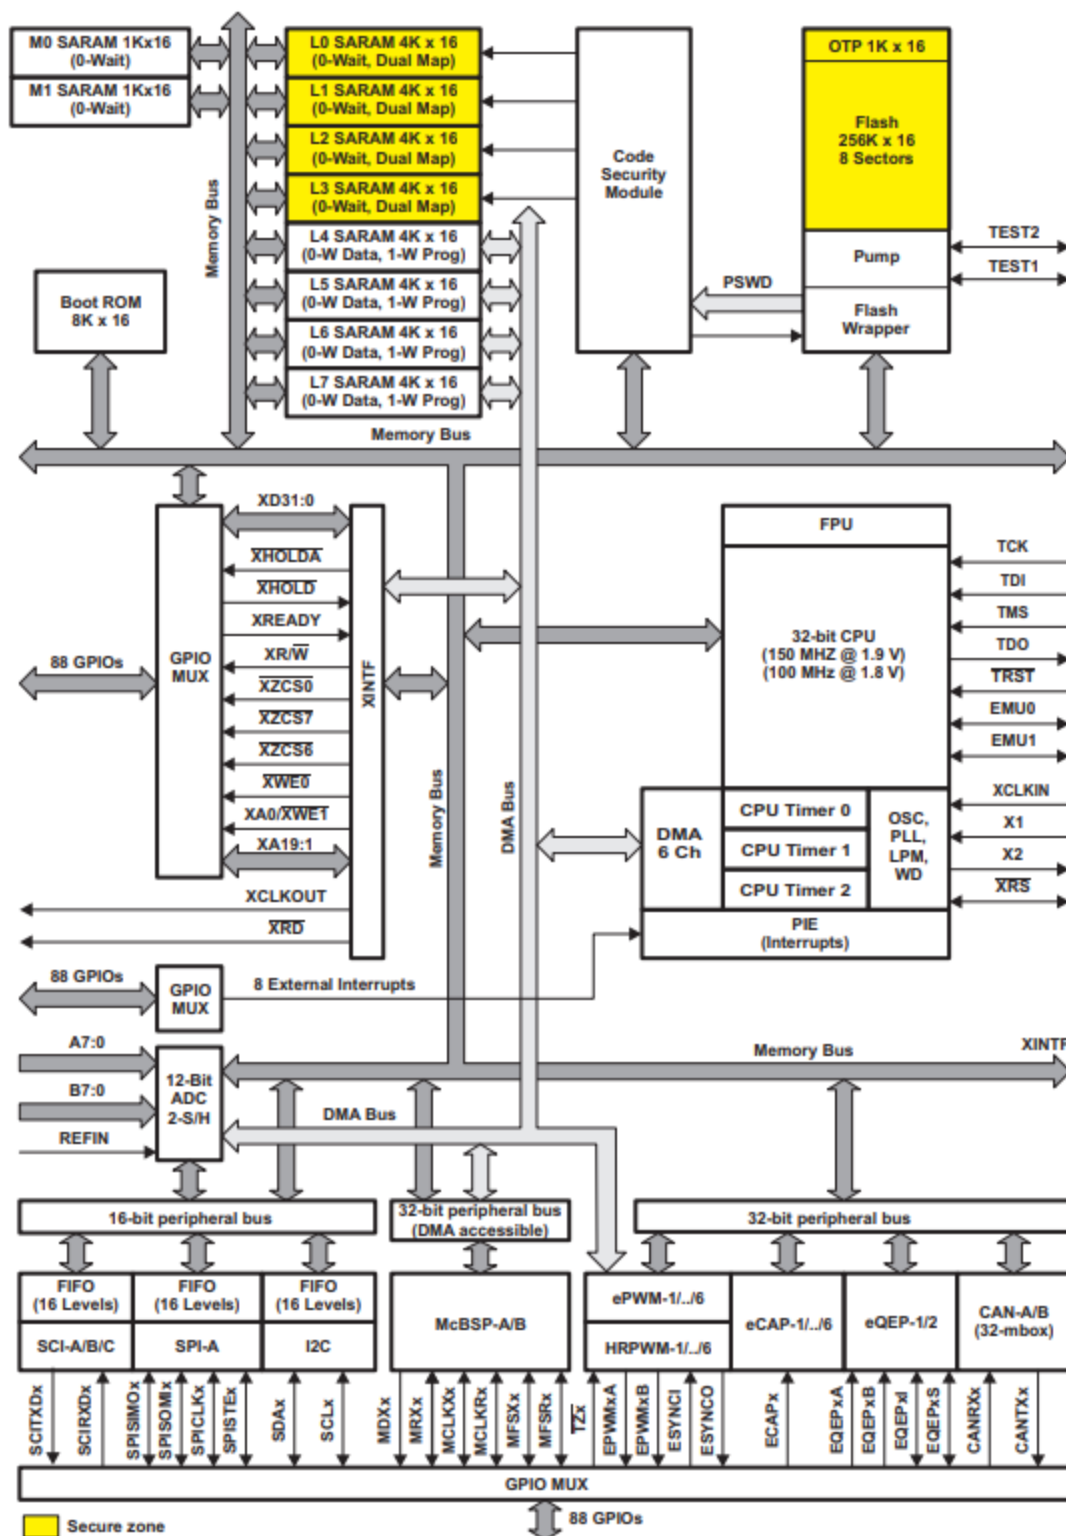 M0 SARAM 1Kx16
(0-Wait)
M1 SARAM 1Kx16
(0-Wait)
L0 SARAM 4K x 16
(0-Wait, Dual Map)
L1 SARAM 4K x 16
(0-Wait, Dual Map)
L2 SARAM 4K x 16
(0-Wait, Dual Map)
L3 SARAM 4K x 16
(0-Wait, Dual Map)
L4 SARAM 4K x 16
(0-W Data, 1-W Prog)
L5 SARAM 4K x 16
(0-W Data, 1-W Prog)
L6 SARAM 4K x 16
(0-W Data, 1-W Prog)
L7 SARAM 4K x 16
(0-W Data, 1-W Prog)
Memory Bus
Code
Security
Module
OTP 1K x 16
Flash
256K x 16
8 Sectors
Pump
Flash
Wrapper
TEST2
TEST1
PSWD
Boot ROM
8K x 16
Memory Bus
XD31:0
XHOLDA
XHOLD
XREADY
XR/W
XZCS0
XZCS7
XZCS6
XWE0
XA0/XWE1
XA19:1
XCLKOUT
XRD
88 GPIOs
GPIO
MUX
XINTF
Memory Bus
DMA Bus
FPU
32-bit CPU
(150 MHZ @ 1.9 V)
(100 MHz @ 1.8 V)
TCK
TDI
TMS
TDO
TRST
EMU0
EMU1
XCLKIN
X1
X2
XRS
DMA
6 Ch
CPU Timer 0
CPU Timer 1
CPU Timer 2
OSC,
PLL,
LPM,
WD
PIE
(Interrupts)
88 GPIOs
GPIO
MUX
8 External Interrupts
A7:0
B7:0
REFIN
12-Bit
ADC
2-S/H
Memory Bus
XINTF
DMA Bus
16-bit peripheral bus
32-bit peripheral bus
(DMA accessible)
32-bit peripheral bus
FIFO
(16 Levels)
SCI-A/B/C
FIFO
(16 Levels)
SPI-A
FIFO
(16 Levels)
I2C
McBSP-A/B
ePWM-1/../6
HRPWM-1/../6
eCAP-1/../6
eQEP-1/2
CAN-A/B
(32-mbox)
SCITXDx
SCIRXDx
SPISIMOx
SPISOMIx
SPICLKx
SPISTEx
SDAx
SCLx
MDXx
MRXx
MCLKXx
MCLKRx
MFSXx
MFSRx
TZx
EPWMxA
EPWMxB
ESYNCI
ESYNCO
ECAPx
EQEPxA
EQEPxB
EQEPxI
EQEPxS
CANRXx
CANTXx
GPIO MUX
88 GPIOs
Secure zone